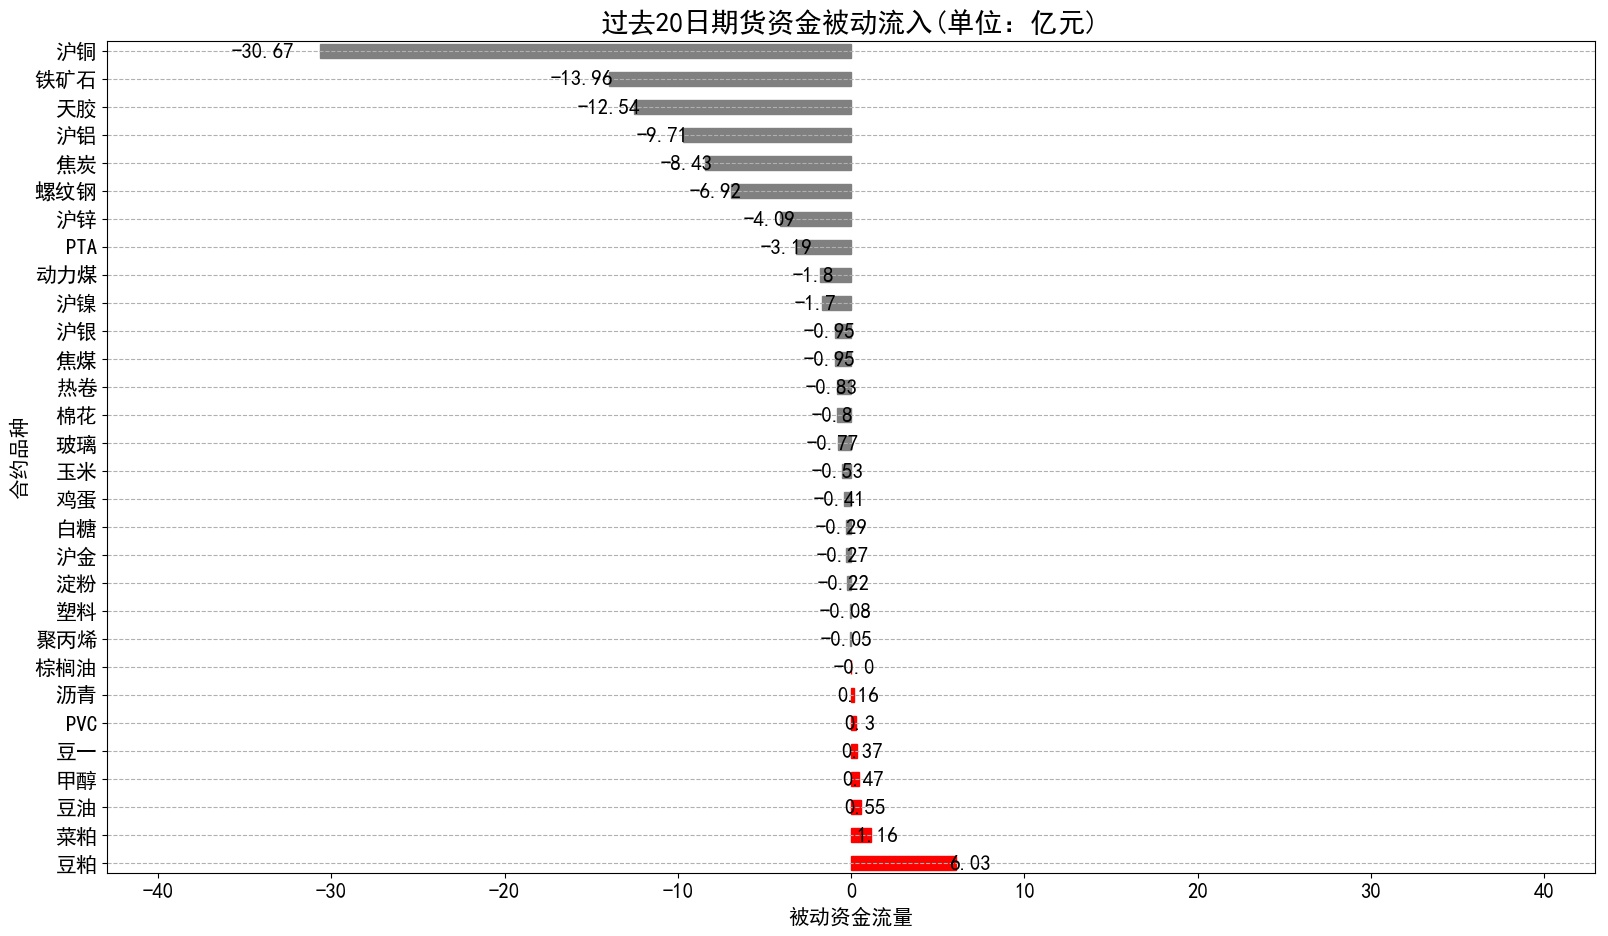 过去20日期货资金被动流入(单位：亿元)
合约品种
沪铜 -30.67
铁矿石 -13.96
天胶 -12.54
沪铝 -9.71
焦炭 -8.43
螺纹钢 -6.92
沪锌 -4.09
PTA -3.19
动力煤 -1.8
沪镍 -1.7
沪银 -0.95
焦煤 -0.95
热卷 -0.83
棉花 -0.8
玻璃 -0.77
玉米 -0.53
鸡蛋 -0.41
白糖 -0.29
沪金 -0.27
淀粉 -0.22
塑料 -0.08
聚丙烯 -0.05
棕榈油 -0.0
沥青 0.16
PVC 0.3
豆一 0.37
甲醇 0.47
豆油 0.55
菜粕 1.16
豆粕 6.03
-40 -30 -20 -10 0 10 20 30 40
被动资金流量